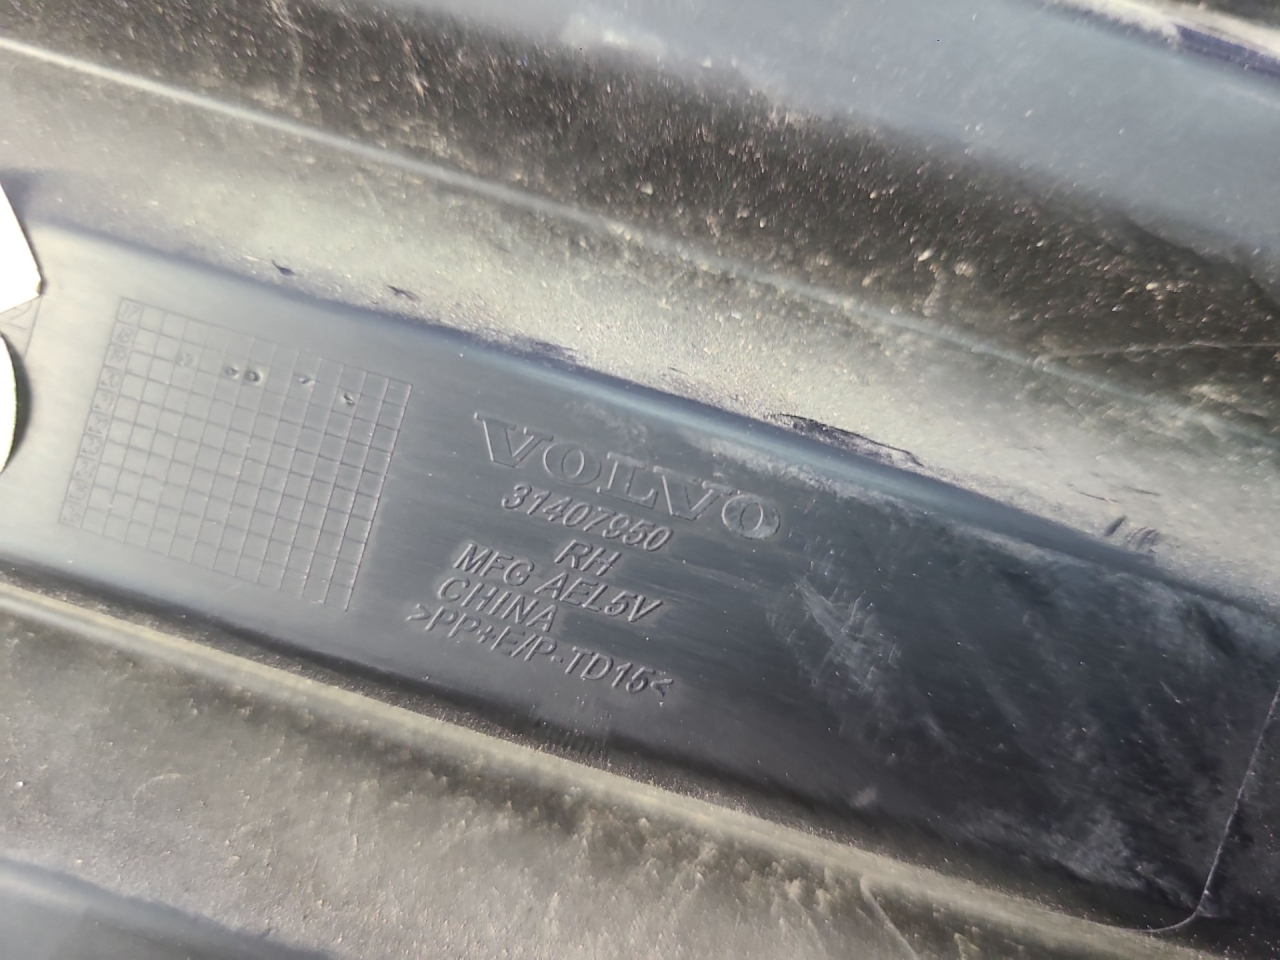 VOLVO
31407950
RH
MFG AEL5V
CHINA
>PP+E/P-TD15<